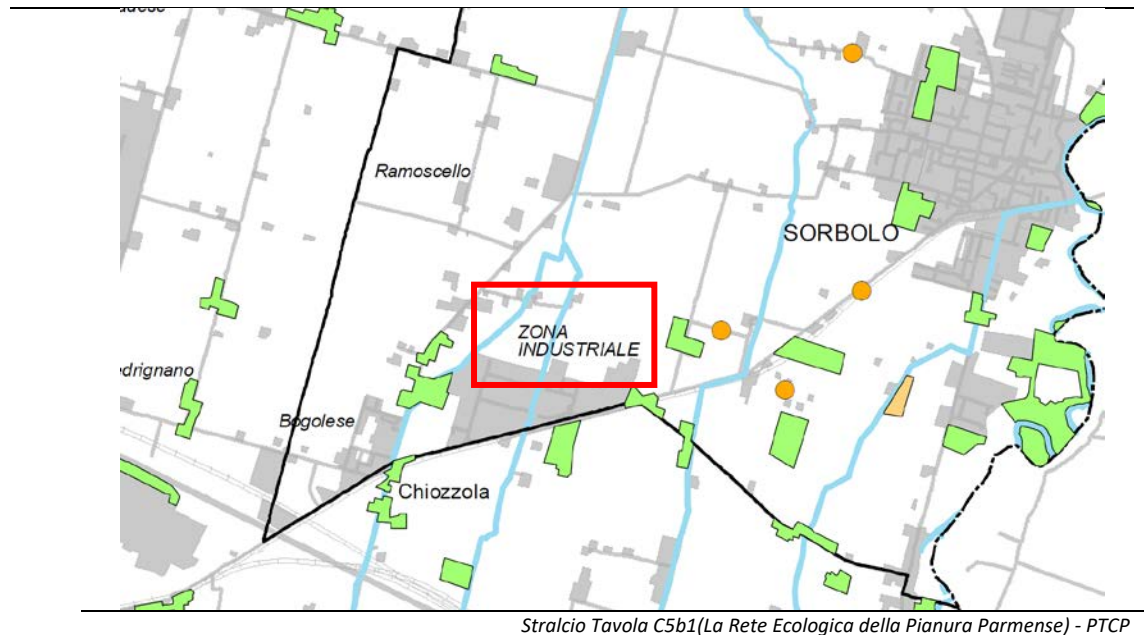 Ramoscello
SORBOLO
ZONA
INDUSTRIALE
Bogolese
Chiozzola
Stralcio Tavola C5b1(La Rete Ecologica della Pianura Parmense) - PTCP